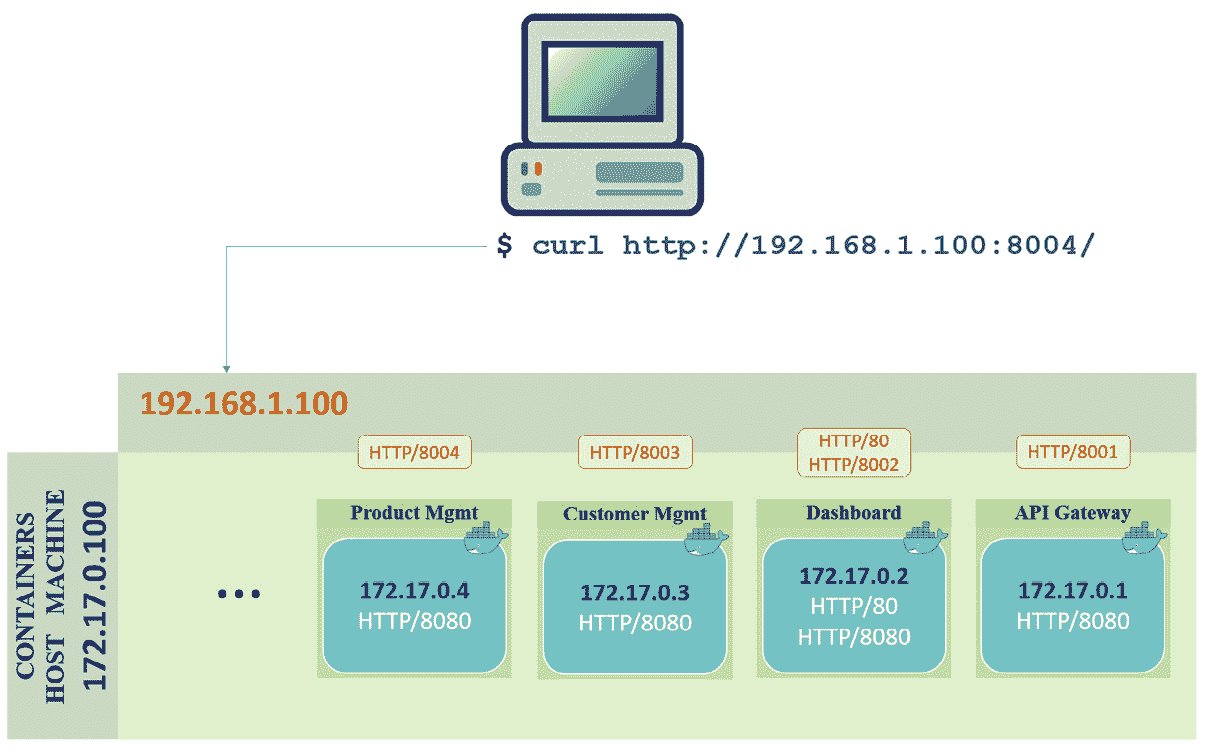 $ curl http://192.168.1.100:8004/
192.168.1.100
HTTP/8004
HTTP/8003
HTTP/80
HTTP/8002
HTTP/8001
CONTAINERS
HOST MACHINE
172.17.0.100
...
Product Mgmt
172.17.0.4
HTTP/8080
Customer Mgmt
172.17.0.3
HTTP/8080
Dashboard
172.17.0.2
HTTP/80
HTTP/8080
API Gateway
172.17.0.1
HTTP/8080